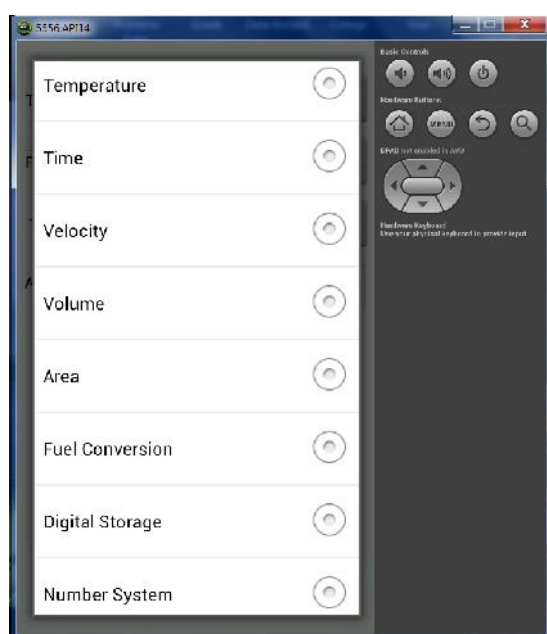 5556:API14
Temperature
Time
Velocity
Volume
Area
Fuel Conversion
Digital Storage
Number System
Basic Controls
Hardware Buttons
MENU
DPAD not enabled in AVD
Hardware Keyboard
Use your physical keyboard to provide input